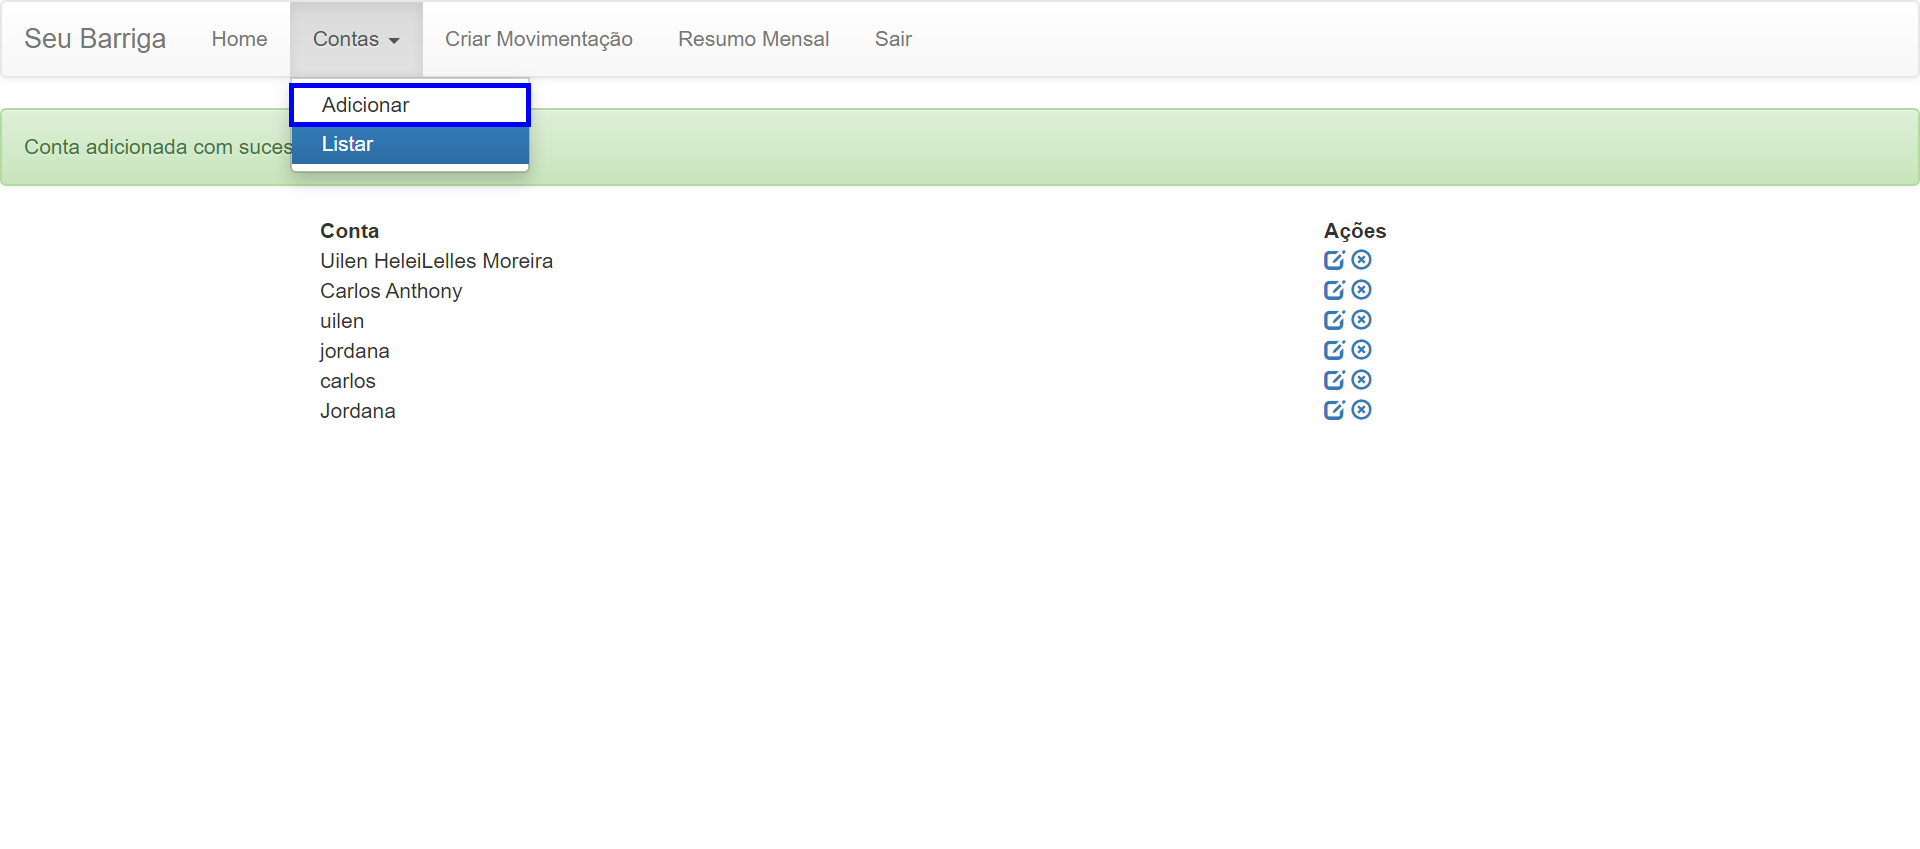 Seu Barriga Home Contas Criar Movimentação Resumo Mensal Sair
Adicionar
Listar
Conta adicionada com
Conta Ações
Uilen HeleiLelles Moreira
Carlos Anthony
uilen
jordana
carlos
Jordana